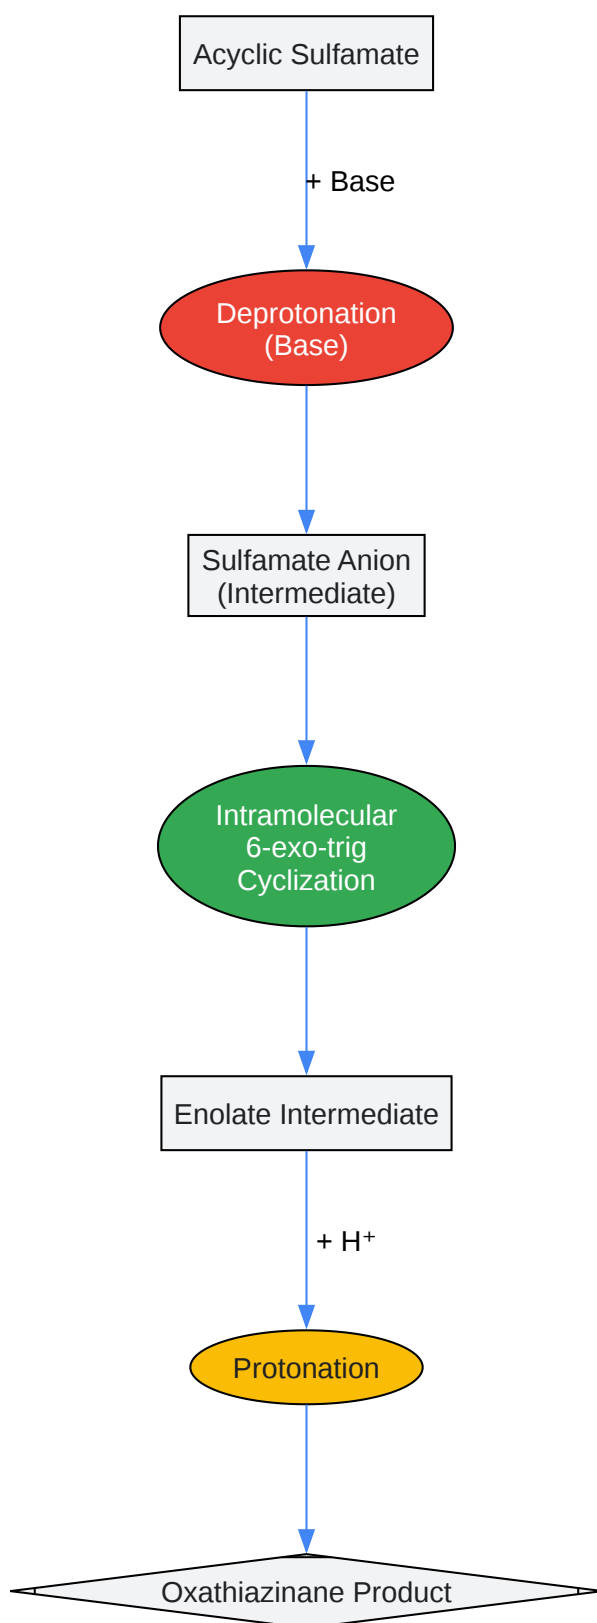 Acyclic Sulfamate
+ Base
Deprotonation
(Base)
Sulfamate Anion
(Intermediate)
Intramolecular
6-exo-trig
Cyclization
Enolate Intermediate
+ H⁺
Protonation
Oxathiazinane Product